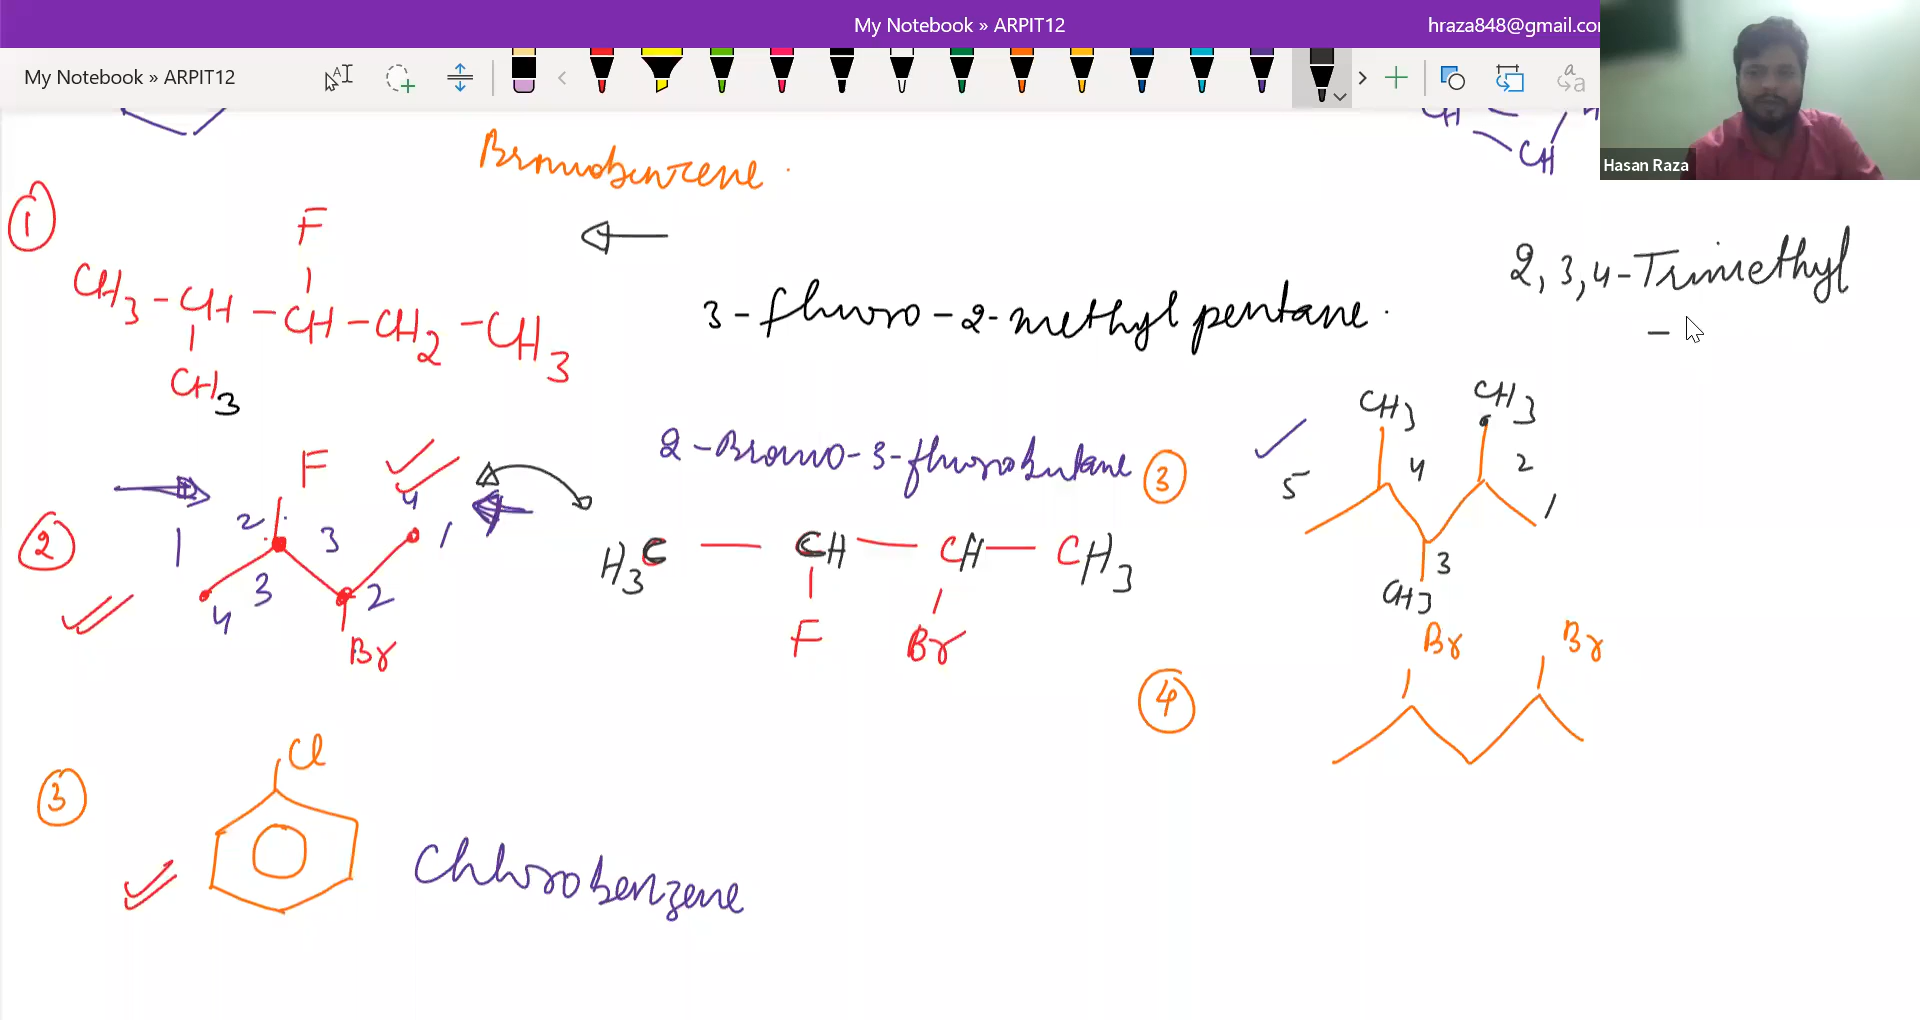 My Notebook » ARPIT12
hraza848@gmail.co
My Notebook » ARPIT12
Hasan Raza
CH
CH
Bromobenzene .
1
F
CH3 - CH - CH - CH2 - CH3
CH3
3 - fluoro - 2 - methyl pentane .
2, 3, 4 - Trimethyl
-
2
F
1 2 3 4 1
4 3 2
Br
2 - Bromo - 3 - fluorobutane
H3C — CH — CH — CH3
F Br
3
CH3 CH3
5 4 2 1
3
CH3
4
Br Br
3
Cl
Chlorobenzene